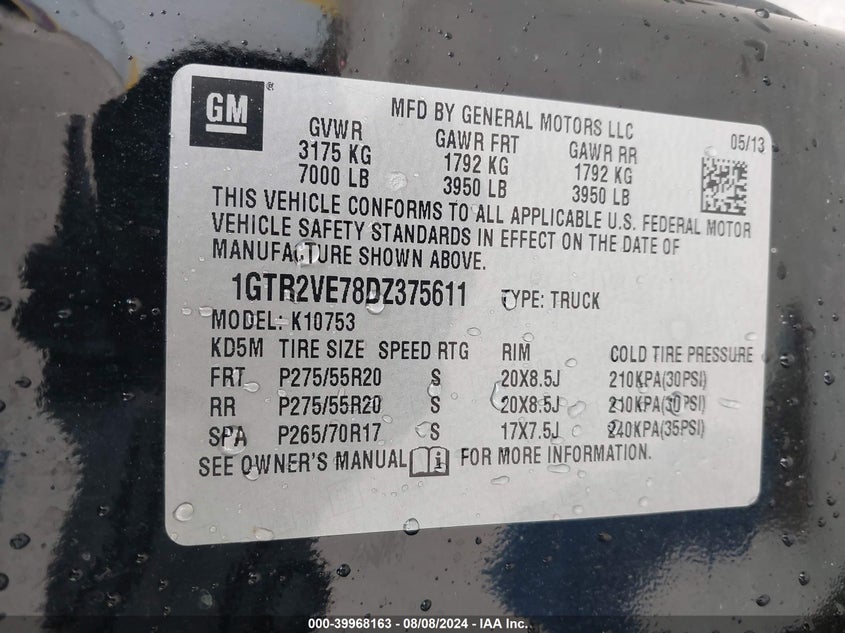 GM®
MFD BY GENERAL MOTORS LLC
GVWR GAWR FRT GAWR RR 05/13
3175 KG 1792 KG 1792 KG
7000 LB 3950 LB 3950 LB
THIS VEHICLE CONFORMS TO ALL APPLICABLE U.S. FEDERAL MOTOR
VEHICLE SAFETY STANDARDS IN EFFECT ON THE DATE OF
MANUFACTURE SHOWN ABOVE.
1GTR2VE78DZ375611 TYPE: TRUCK
MODEL: K10753
KD5M TIRE SIZE SPEED RTG RIM COLD TIRE PRESSURE
FRT P275/55R20 S 20X8.5J 210KPA(30PSI)
RR P275/55R20 S 20X8.5J 210KPA(30PSI)
SPA P265/70R17 S 17X7.5J 240KPA(35PSI)
SEE OWNER'S MANUAL FOR MORE INFORMATION.
000-39968163 - 08/08/2024 - IAA Inc.